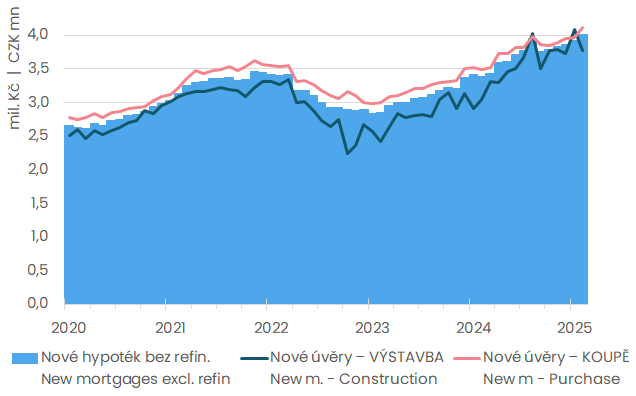 mil. Kč | CZK mn
4,0
3,5
3,0
2,5
2,0
1,5
1,0
0,5
0,0
2020 2021 2022 2023 2024 2025
Nové hypoték bez refin. Nové úvěry – VÝSTAVBA Nové úvěry – KOUPĚ
New mortgages excl. refin New m. - Construction New m - Purchase